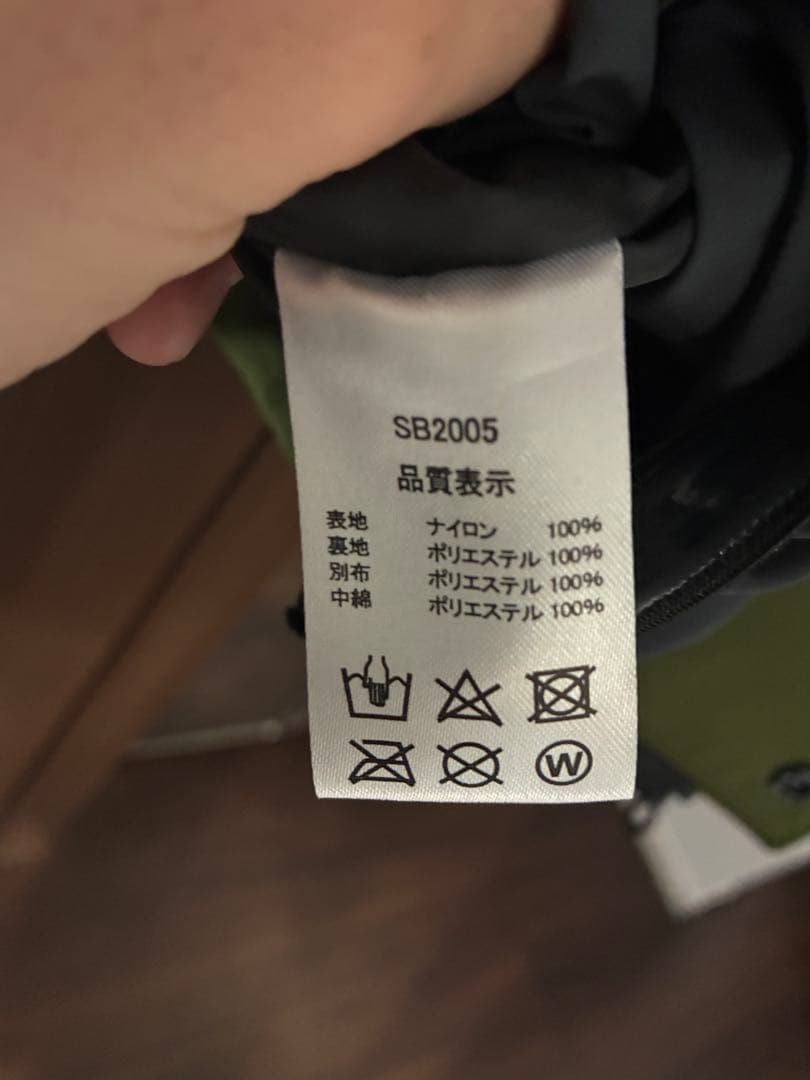 SB2005
品質表示
表地 ナイロン 100%
裏地 ポリエステル 100%
別布 ポリエステル 100%
中綿 ポリエステル 100%
W